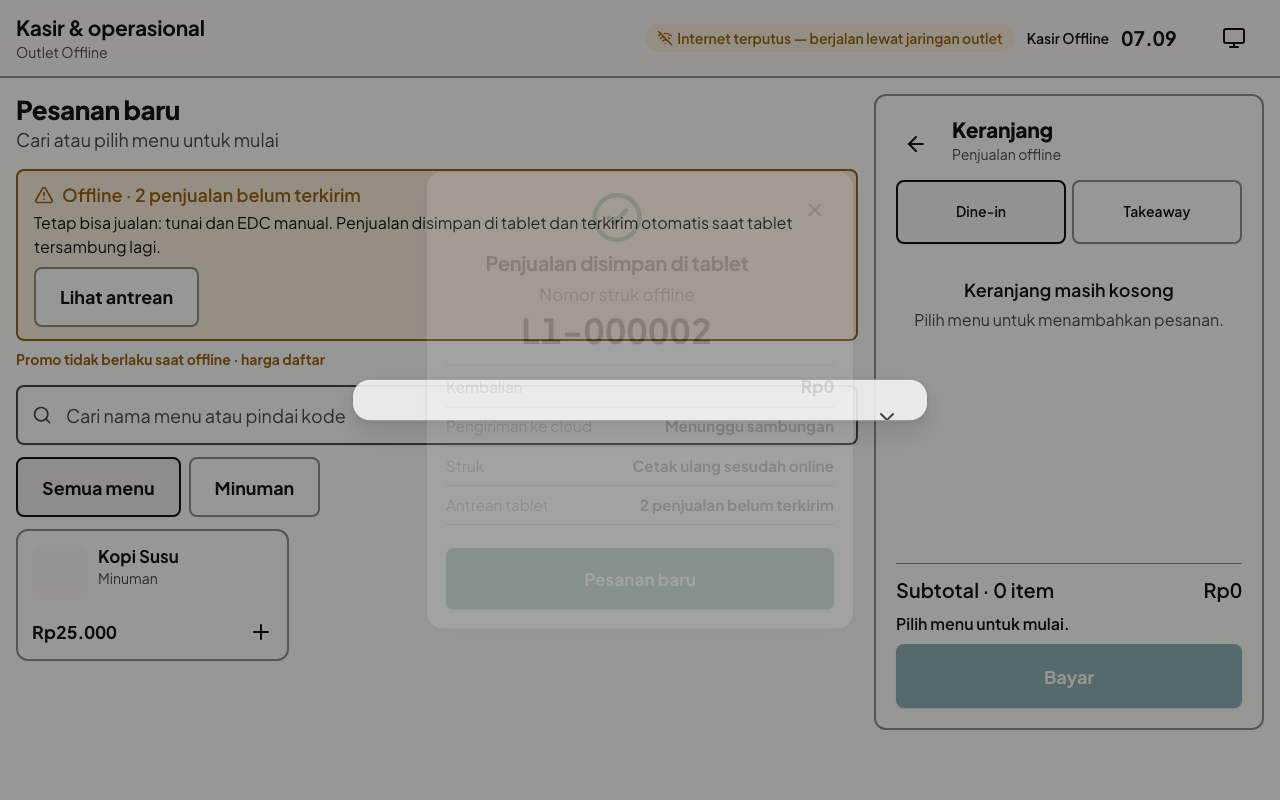 Kasir & operasional
Outlet Offline
Internet terputus — berjalan lewat jaringan outlet
Kasir Offline
07.09
Pesanan baru
Cari atau pilih menu untuk mulai
Offline · 2 penjualan belum terkirim
Tetap bisa jualan: tunai dan EDC manual. Penjualan disimpan di tablet dan terkirim otomatis saat tablet
tersambung lagi.
Lihat antrean
Promo tidak berlaku saat offline · harga daftar
Cari nama menu atau pindai kode
Semua menu
Minuman
Kopi Susu
Minuman
Rp25.000
Penjualan disimpan di tablet
Nomor struk offline
L1-000002
Kembalian
Rp0
Pengiriman ke cloud
Menunggu sambungan
Struk
Cetak ulang sesudah online
Antrean tablet
2 penjualan belum terkirim
Pesanan baru
Keranjang
Penjualan offline
Dine-in
Takeaway
Keranjang masih kosong
Pilih menu untuk menambahkan pesanan.
Subtotal · 0 item
Rp0
Pilih menu untuk mulai.
Bayar